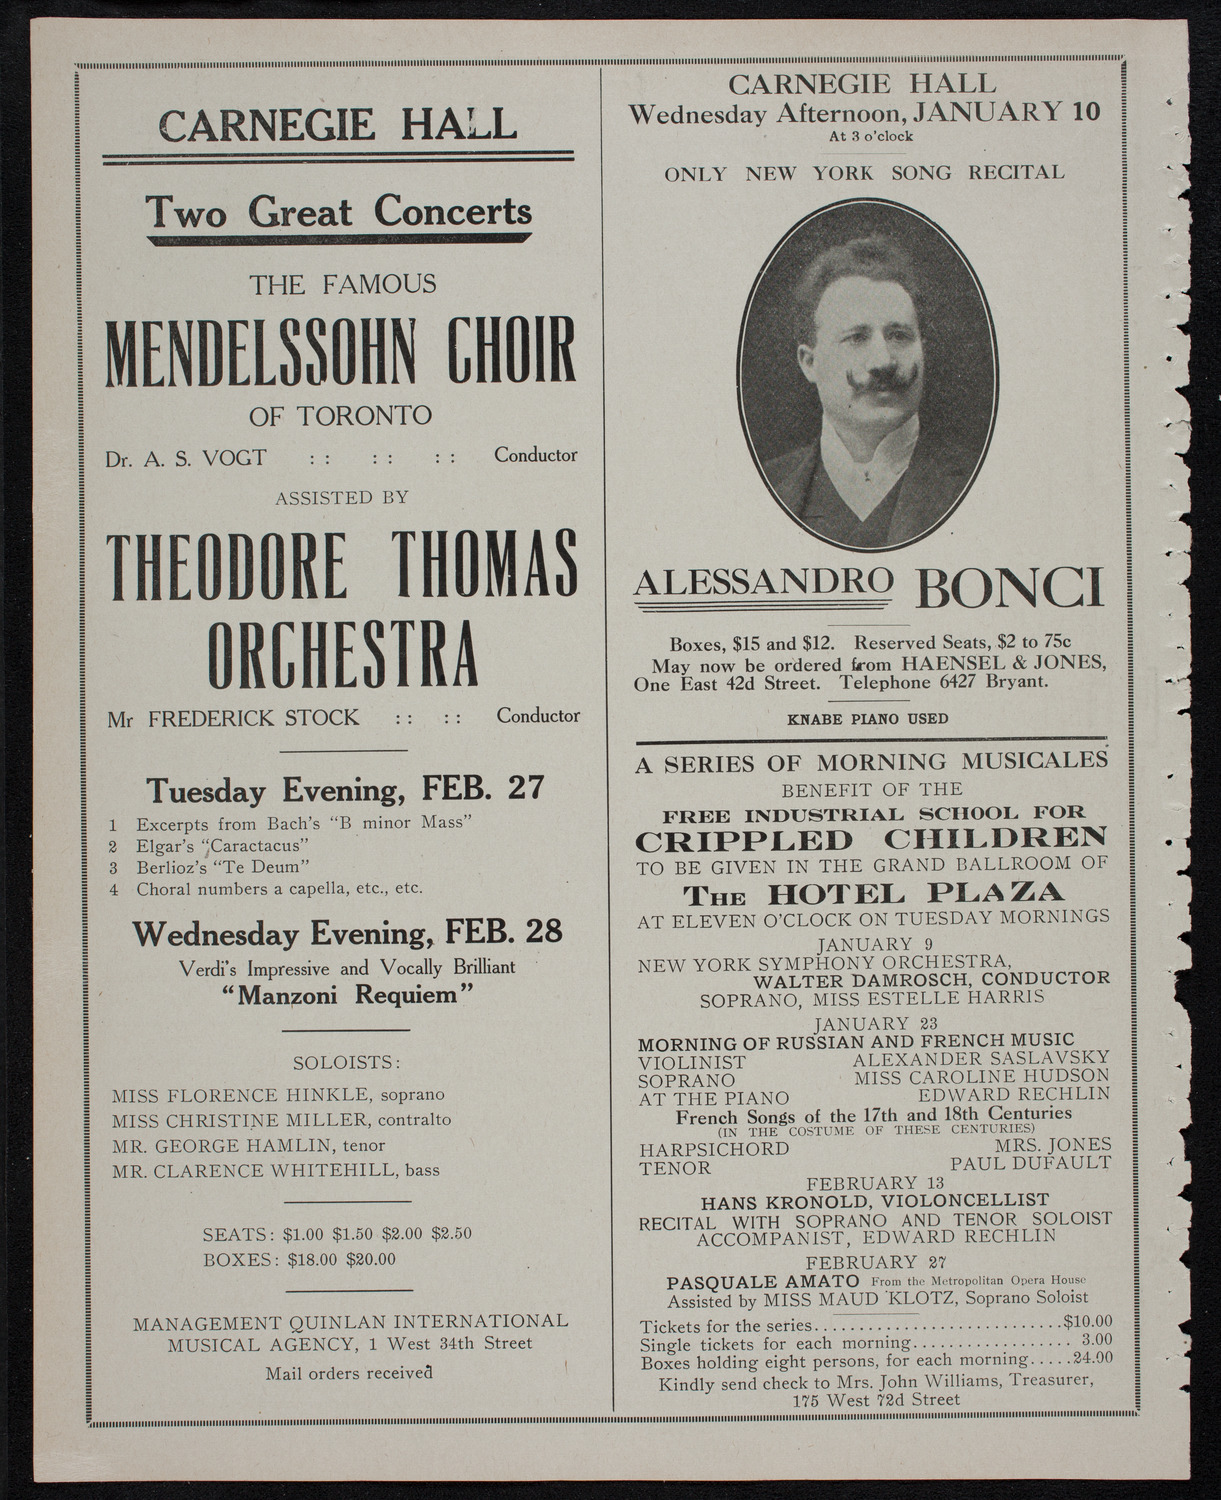 CARNEGIE HALL
Two Great Concerts
THE FAMOUS
MENDELSSOHN CHOIR
OF TORONTO
Dr. A. S. VOGT :: :: :: Conductor
ASSISTED BY
THEODORE THOMAS
ORCHESTRA
Mr FREDERICK STOCK :: :: Conductor
Tuesday Evening, FEB. 27
1 Excerpts from Bach's "B minor Mass"
2 Elgar's "Caractacus"
3 Berlioz's "Te Deum"
4 Choral numbers a capella, etc., etc.
Wednesday Evening, FEB. 28
Verdi's Impressive and Vocally Brilliant
"Manzoni Requiem"
SOLOISTS:
MISS FLORENCE HINKLE, soprano
MISS CHRISTINE MILLER, contralto
MR. GEORGE HAMLIN, tenor
MR. CLARENCE WHITEHILL, bass
SEATS: $1.00 $1.50 $2.00 $2.50
BOXES: $18.00 $20.00
MANAGEMENT QUINLAN INTERNATIONAL
MUSICAL AGENCY, 1 West 34th Street
Mail orders received
CARNEGIE HALL
Wednesday Afternoon, JANUARY 10
At 3 o'clock
ONLY NEW YORK SONG RECITAL
ALESSANDRO BONCI
Boxes, $15 and $12. Reserved Seats, $2 to 75c
May now be ordered from HAENSEL & JONES,
One East 42d Street. Telephone 6427 Bryant.
KNABE PIANO USED
A SERIES OF MORNING MUSICALES
BENEFIT OF THE
FREE INDUSTRIAL SCHOOL FOR
CRIPPLED CHILDREN
TO BE GIVEN IN THE GRAND BALLROOM OF
THE HOTEL PLAZA
AT ELEVEN O'CLOCK ON TUESDAY MORNINGS
JANUARY 9
NEW YORK SYMPHONY ORCHESTRA,
WALTER DAMROSCH, CONDUCTOR
SOPRANO, MISS ESTELLE HARRIS
JANUARY 23
MORNING OF RUSSIAN AND FRENCH MUSIC
VIOLINIST ALEXANDER SASLAVSKY
SOPRANO MISS CAROLINE HUDSON
AT THE PIANO EDWARD RECHLIN
French Songs of the 17th and 18th Centuries
(IN THE COSTUME OF THESE CENTURIES)
HARPSICHORD MRS. JONES
TENOR PAUL DUFAULT
FEBRUARY 13
HANS KRONOLD, VIOLONCELLIST
RECITAL WITH SOPRANO AND TENOR SOLOIST
ACCOMPANIST, EDWARD RECHLIN
FEBRUARY 27
PASQUALE AMATO From the Metropolitan Opera House
Assisted by MISS MAUD KLOTZ, Soprano Soloist
Tickets for the series............................$10.00
Single tickets for each morning.................. 3.00
Boxes holding eight persons, for each morning.....24.00
Kindly send check to Mrs. John Williams, Treasurer,
175 West 72d Street